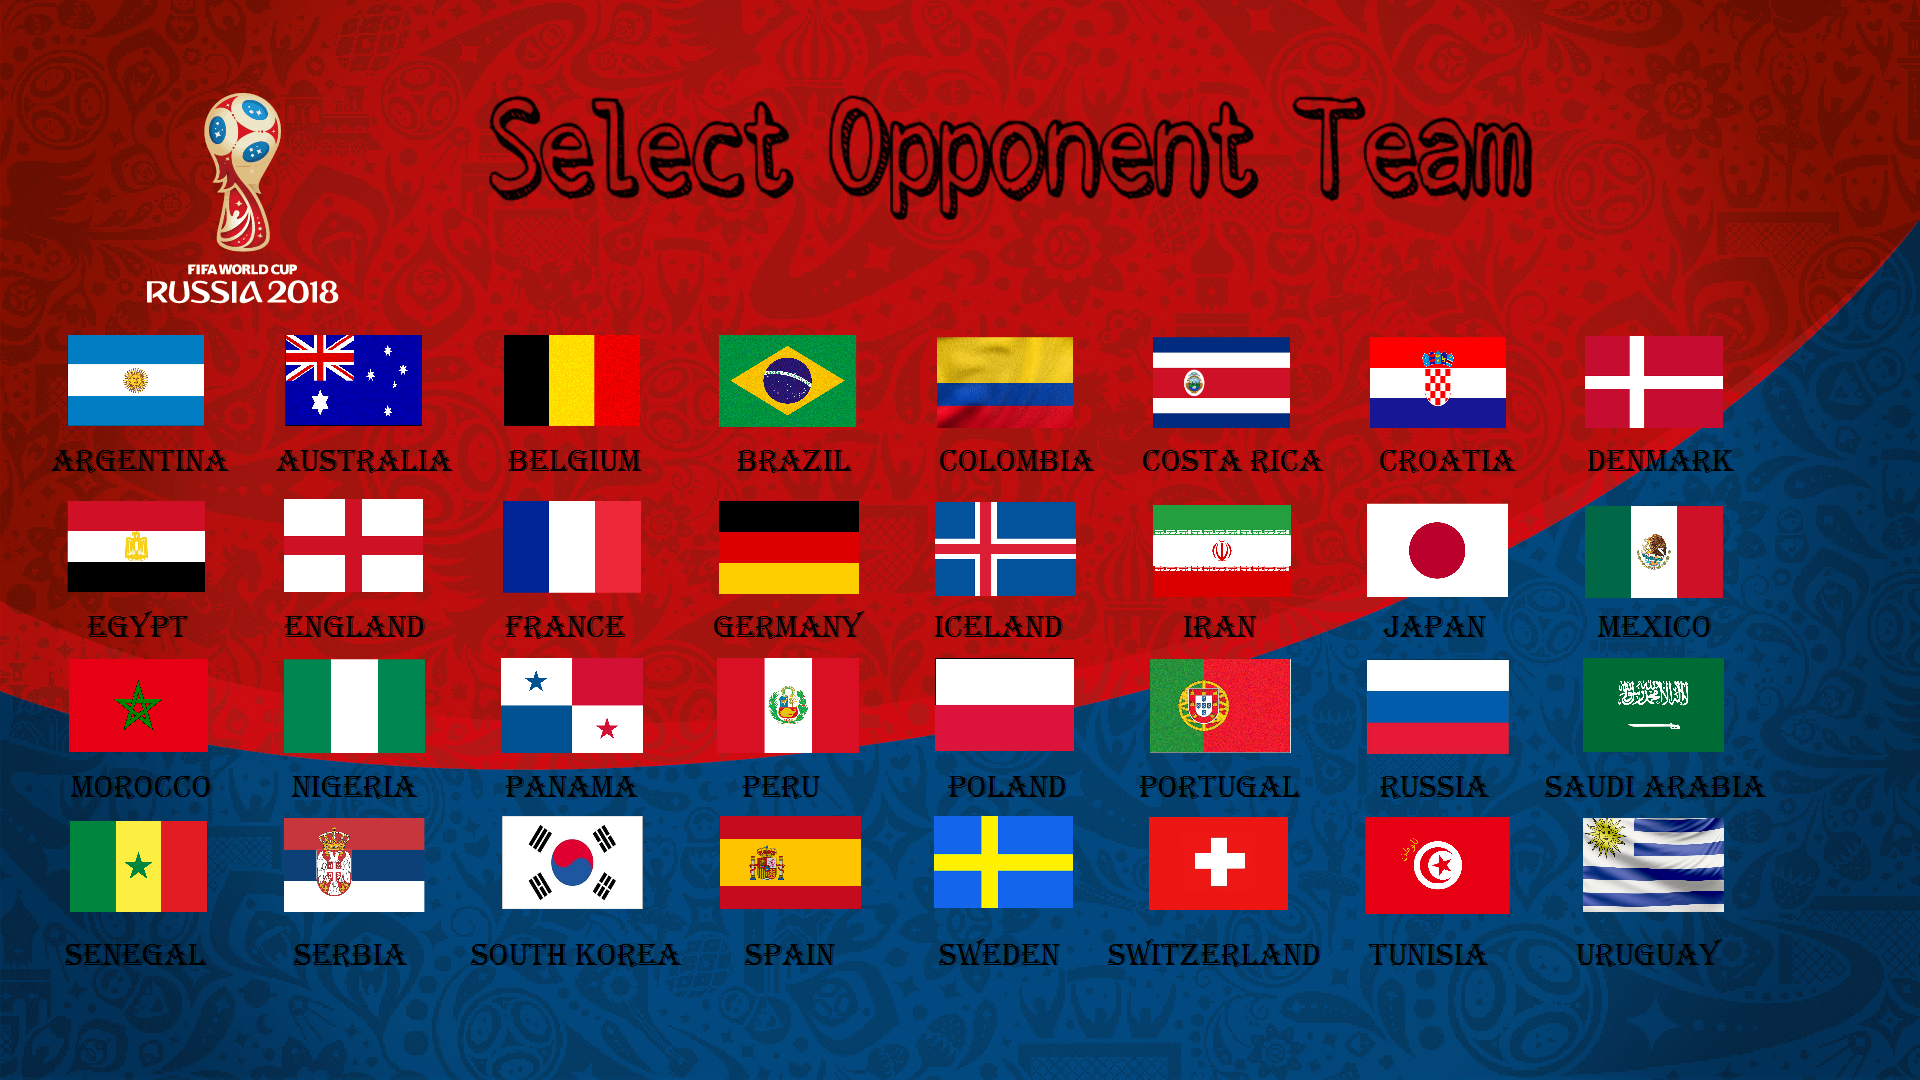 Select Opponent Team
FIFA WORLD CUP
RUSSIA 2018
ARGENTINA AUSTRALIA BELGIUM BRAZIL COLOMBIA COSTA RICA CROATIA DENMARK
EGYPT ENGLAND FRANCE GERMANY ICELAND IRAN JAPAN MEXICO
MOROCCO NIGERIA PANAMA PERU POLAND PORTUGAL RUSSIA SAUDI ARABIA
SENEGAL SERBIA SOUTH KOREA SPAIN SWEDEN SWITZERLAND TUNISIA URUGUAY